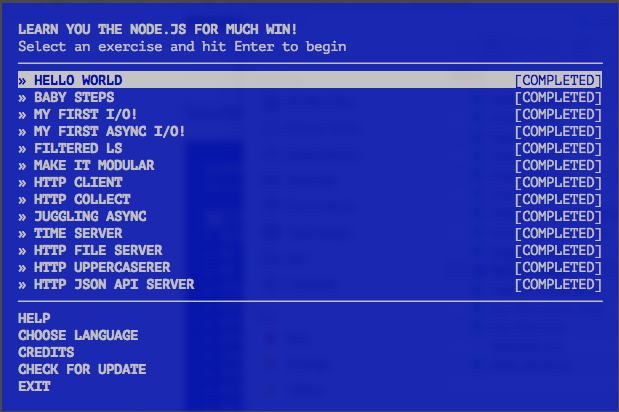 LEARN YOU THE NODE.JS FOR MUCH WIN!
Select an exercise and hit Enter to begin
» HELLO WORLD [COMPLETED]
» BABY STEPS [COMPLETED]
» MY FIRST I/O! [COMPLETED]
» MY FIRST ASYNC I/O! [COMPLETED]
» FILTERED LS [COMPLETED]
» MAKE IT MODULAR [COMPLETED]
» HTTP CLIENT [COMPLETED]
» HTTP COLLECT [COMPLETED]
» JUGGLING ASYNC [COMPLETED]
» TIME SERVER [COMPLETED]
» HTTP FILE SERVER [COMPLETED]
» HTTP UPPERCASERER [COMPLETED]
» HTTP JSON API SERVER [COMPLETED]
HELP
CHOOSE LANGUAGE
CREDITS
CHECK FOR UPDATE
EXIT